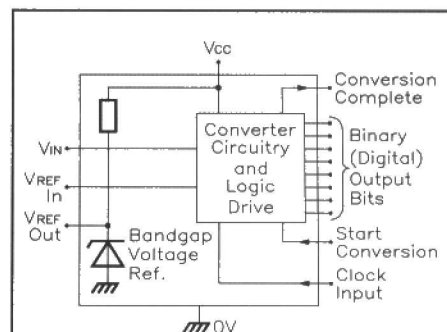 Vcc
Conversion
Complete
VIN
VREF
In
VREF
Out
Converter
Circuitry
and
Logic
Drive
Binary
(Digital)
Output
Bits
Bandgap
Voltage
Ref.
Start
Conversion
Clock
Input
0V